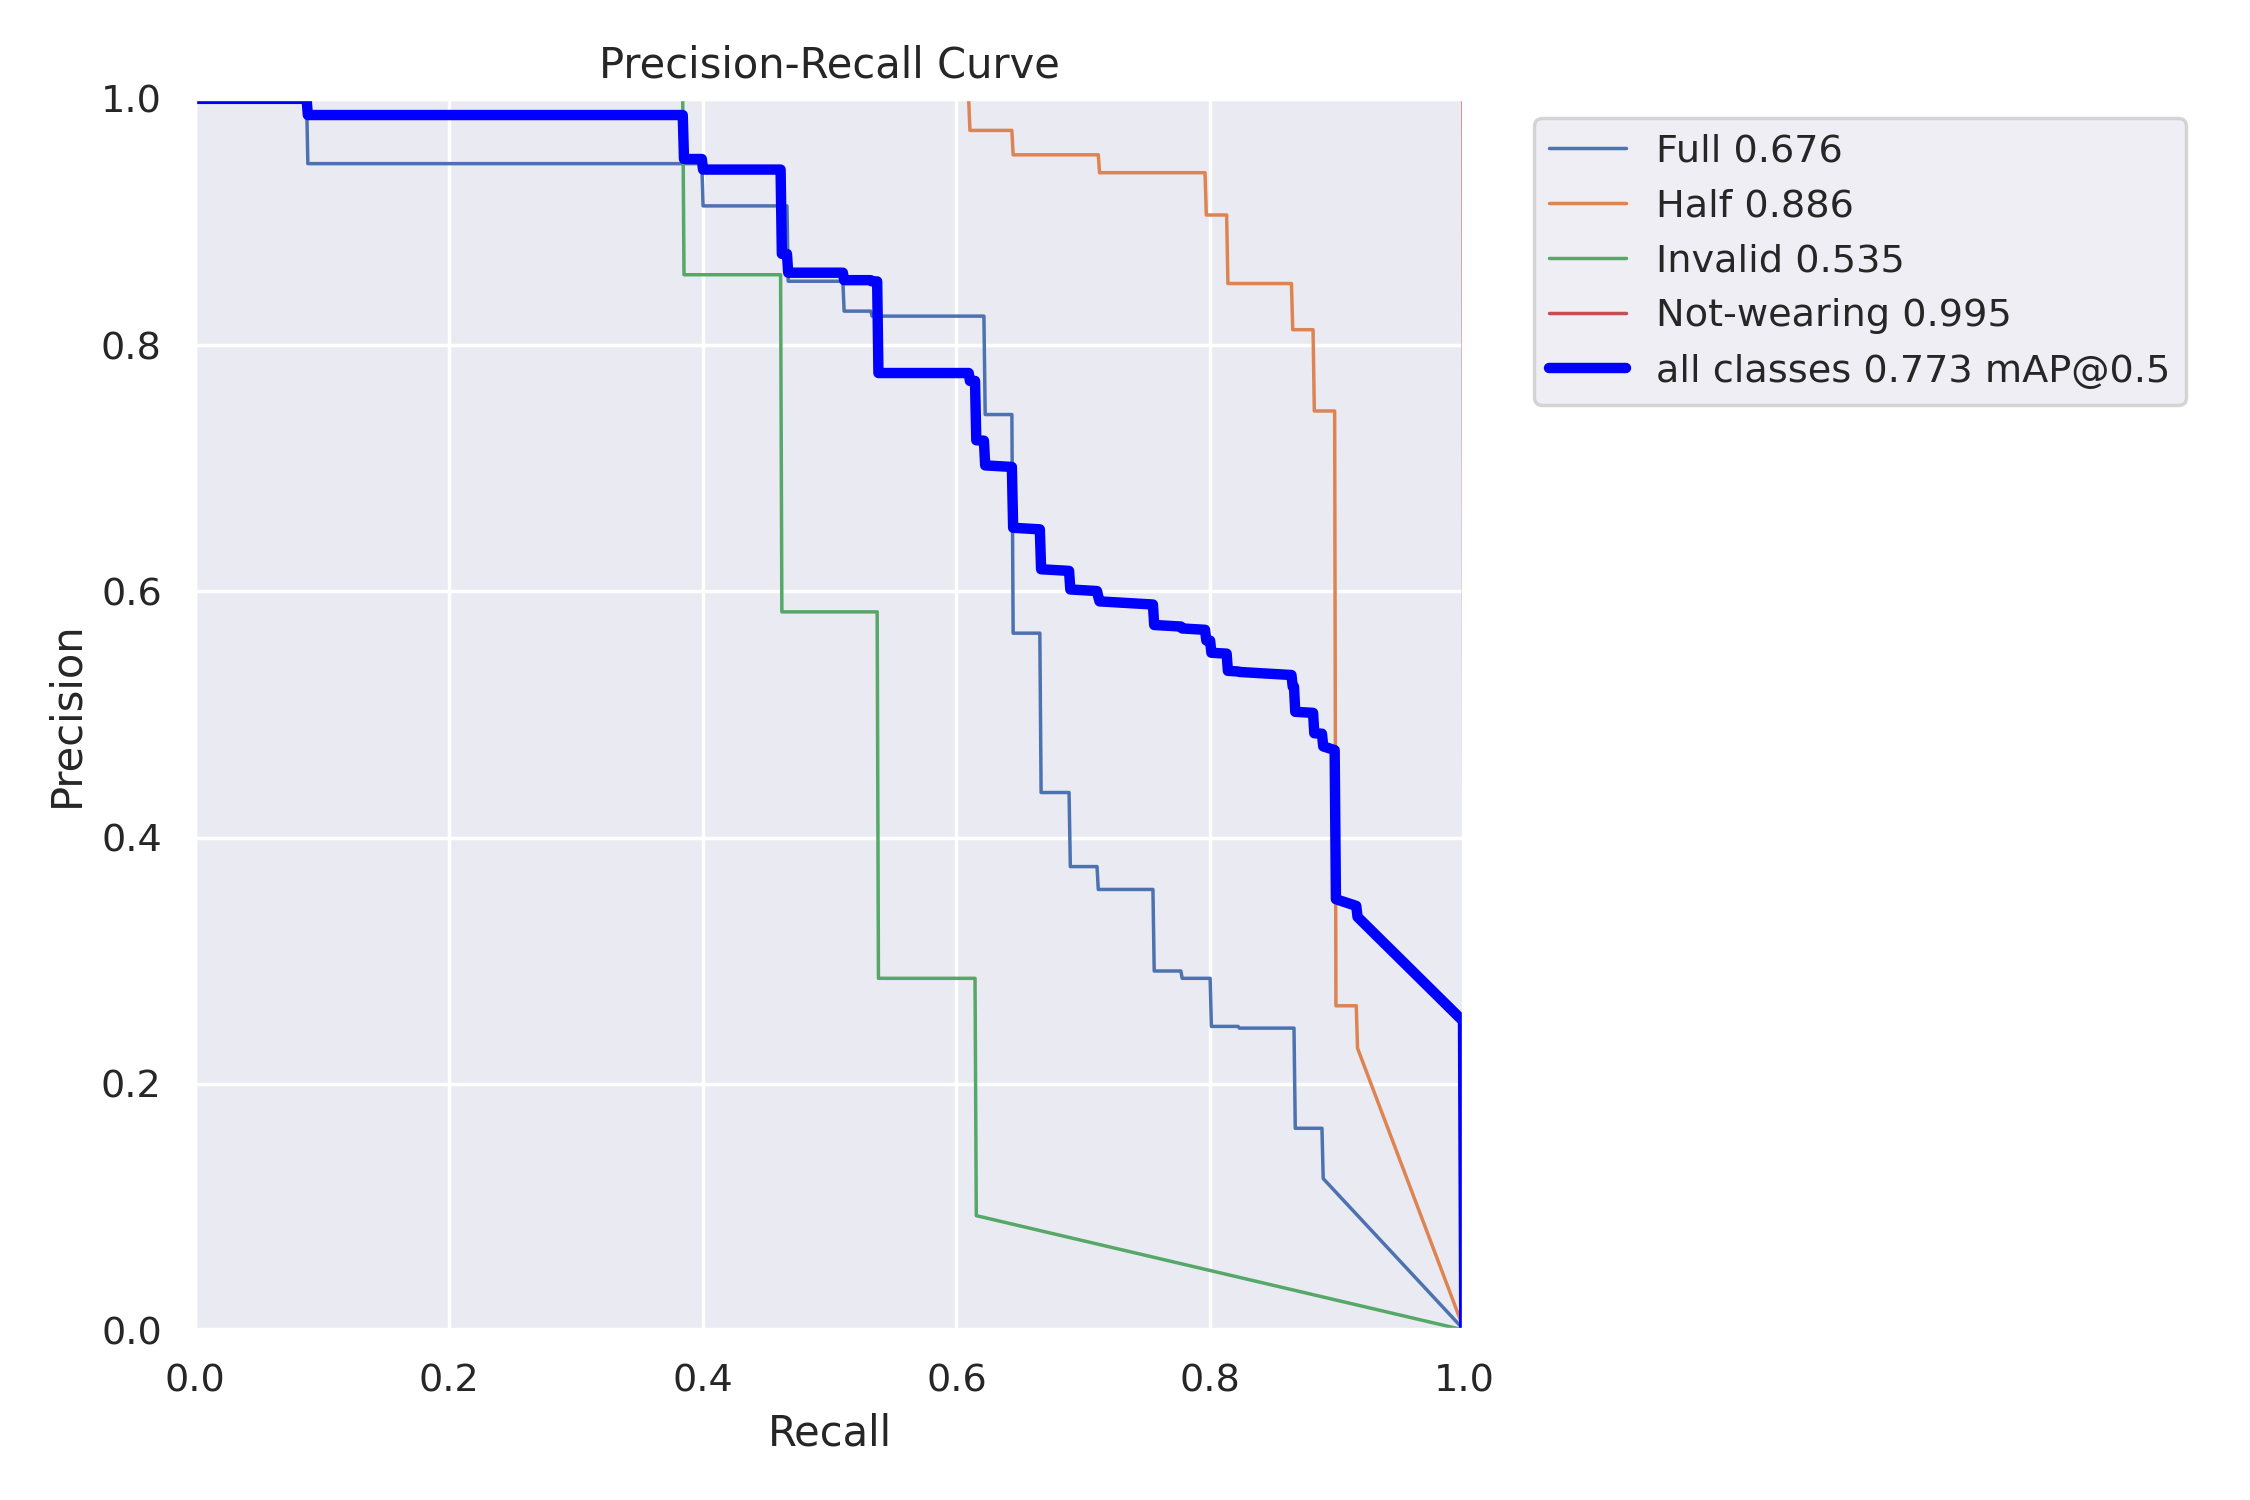 Precision-Recall Curve
1.0
0.8
0.6
0.4
0.2
0.0
Precision
0.0 0.2 0.4 0.6 0.8 1.0
Recall
Full 0.676
Half 0.886
Invalid 0.535
Not-wearing 0.995
all classes 0.773 mAP@0.5